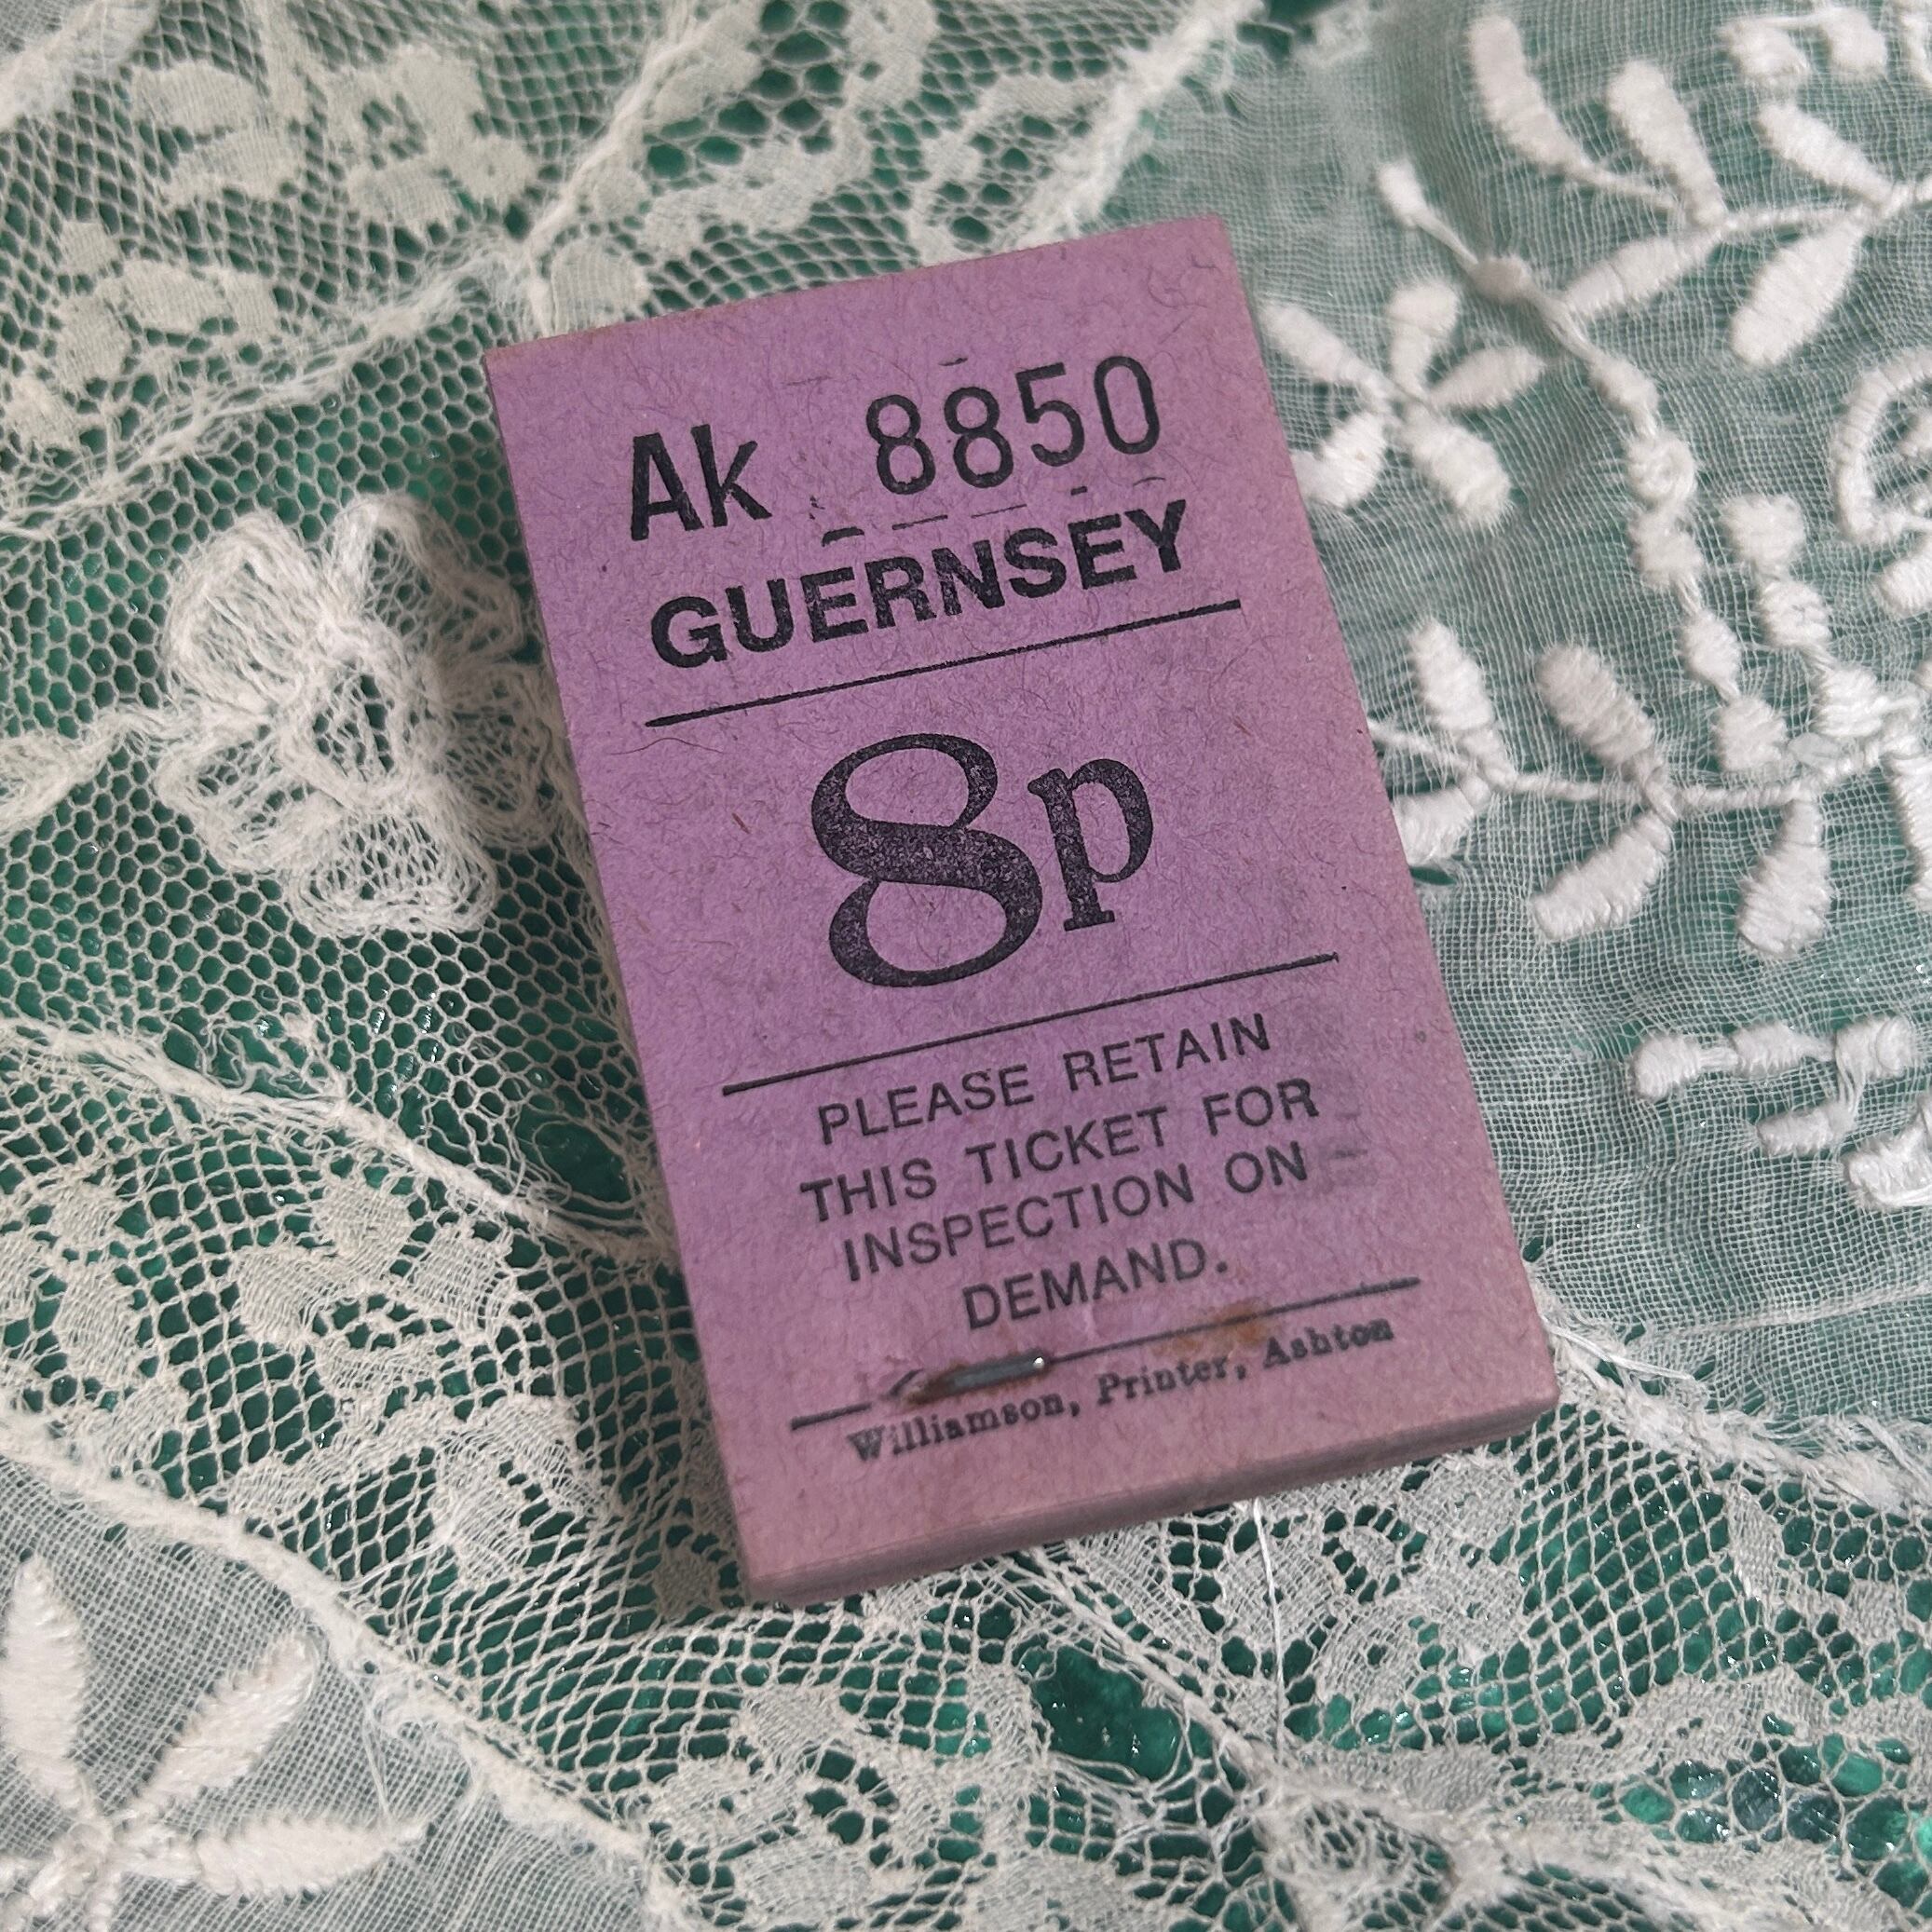 Ak 8850
GUERNSEY
8p
PLEASE RETAIN
THIS TICKET FOR
INSPECTION ON
DEMAND.
Williamson, Printer, Ashton